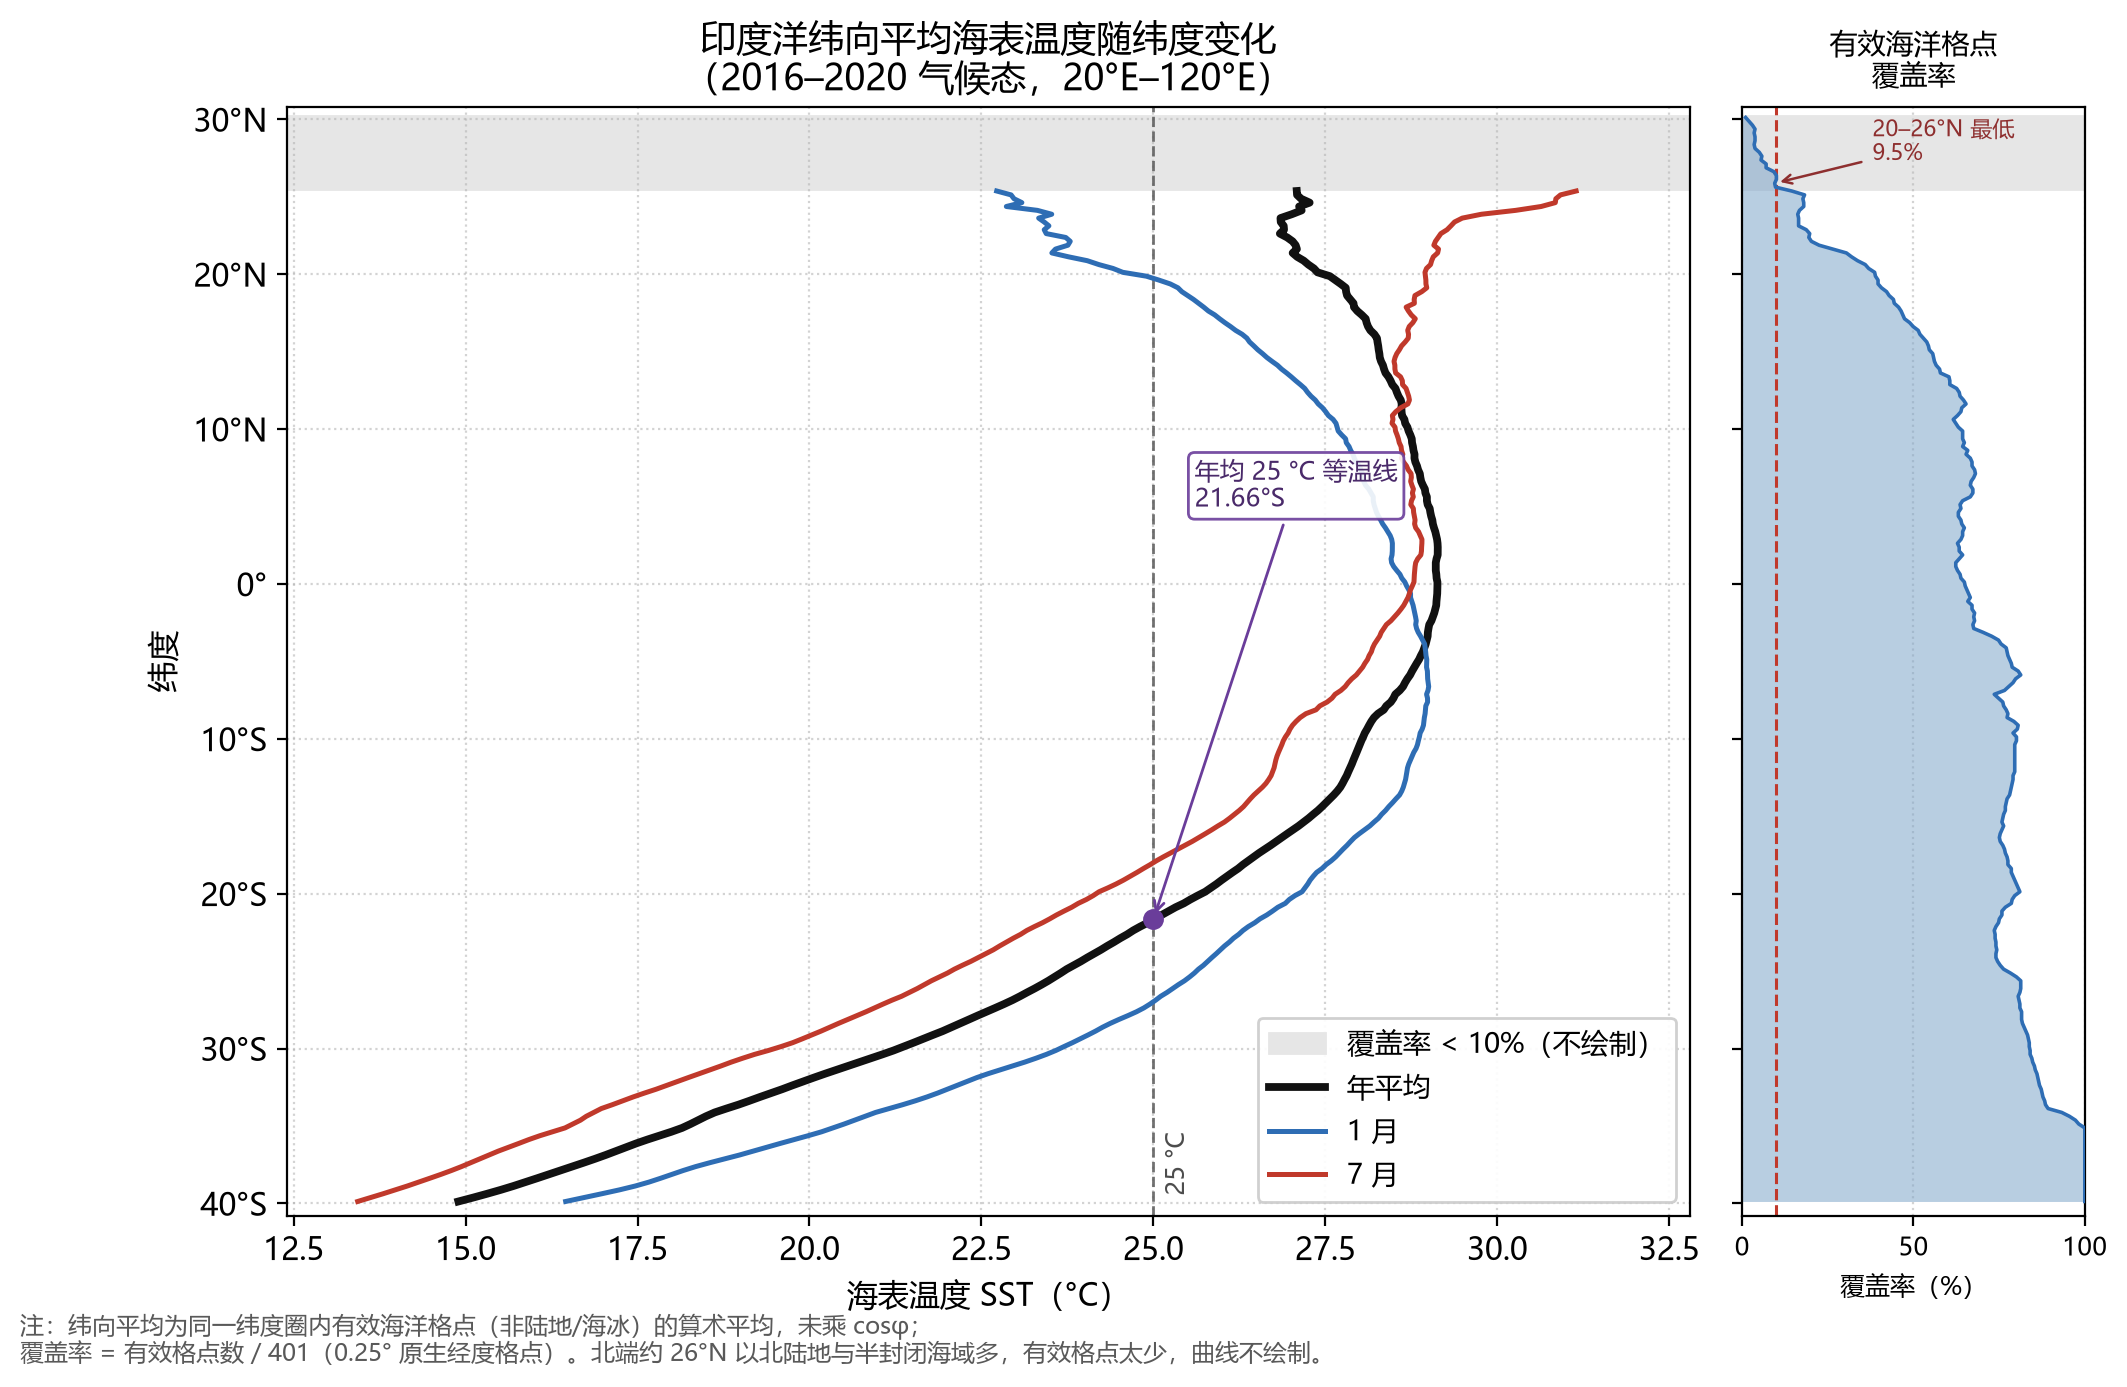 印度洋纬向平均海表温度随纬度变化
（2016–2020 气候态，20°E–120°E）
有效海洋格点
覆盖率
30°N
20°N
10°N
0°
10°S
20°S
30°S
40°S
纬度
20–26°N 最低
9.5%
年均 25 °C 等温线
21.66°S
25 °C
覆盖率 < 10%（不绘制）
年平均
1 月
7 月
12.5
15.0
17.5
20.0
22.5
25.0
27.5
30.0
32.5
0
50
100
海表温度 SST（°C）
覆盖率（%）
注：纬向平均为同一纬度圈内有效海洋格点（非陆地/海冰）的算术平均，未乘 cosφ；
覆盖率 = 有效格点数 / 401（0.25° 原生经度格点）。北端约 26°N 以北陆地与半封闭海域多，有效格点太少，曲线不绘制。